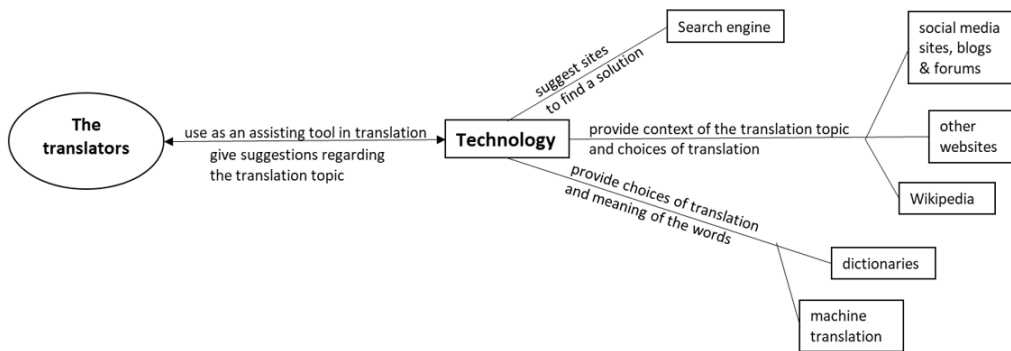 The
translators
use as an assisting tool in translation
give suggestions regarding
the translation topic
Technology
suggest sites
to find a solution
Search engine
provide context of the translation topic
and choices of translation
social media
sites, blogs
& forums
other
websites
Wikipedia
provide choices of translation
and meaning of the words
dictionaries
machine
translation